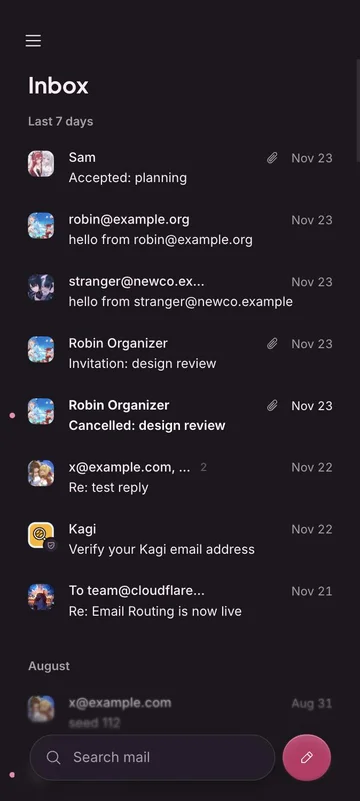 Inbox
Last 7 days
Sam Nov 23
Accepted: planning
robin@example.org Nov 23
hello from robin@example.org
stranger@newco.ex... Nov 23
hello from stranger@newco.example
Robin Organizer Nov 23
Invitation: design review
Robin Organizer Nov 23
Cancelled: design review
x@example.com, ... 2 Nov 22
Re: test reply
Kagi Nov 22
Verify your Kagi email address
To team@cloudflare... Nov 21
Re: Email Routing is now live
August
x@example.com Aug 31
seed 112
Search mail